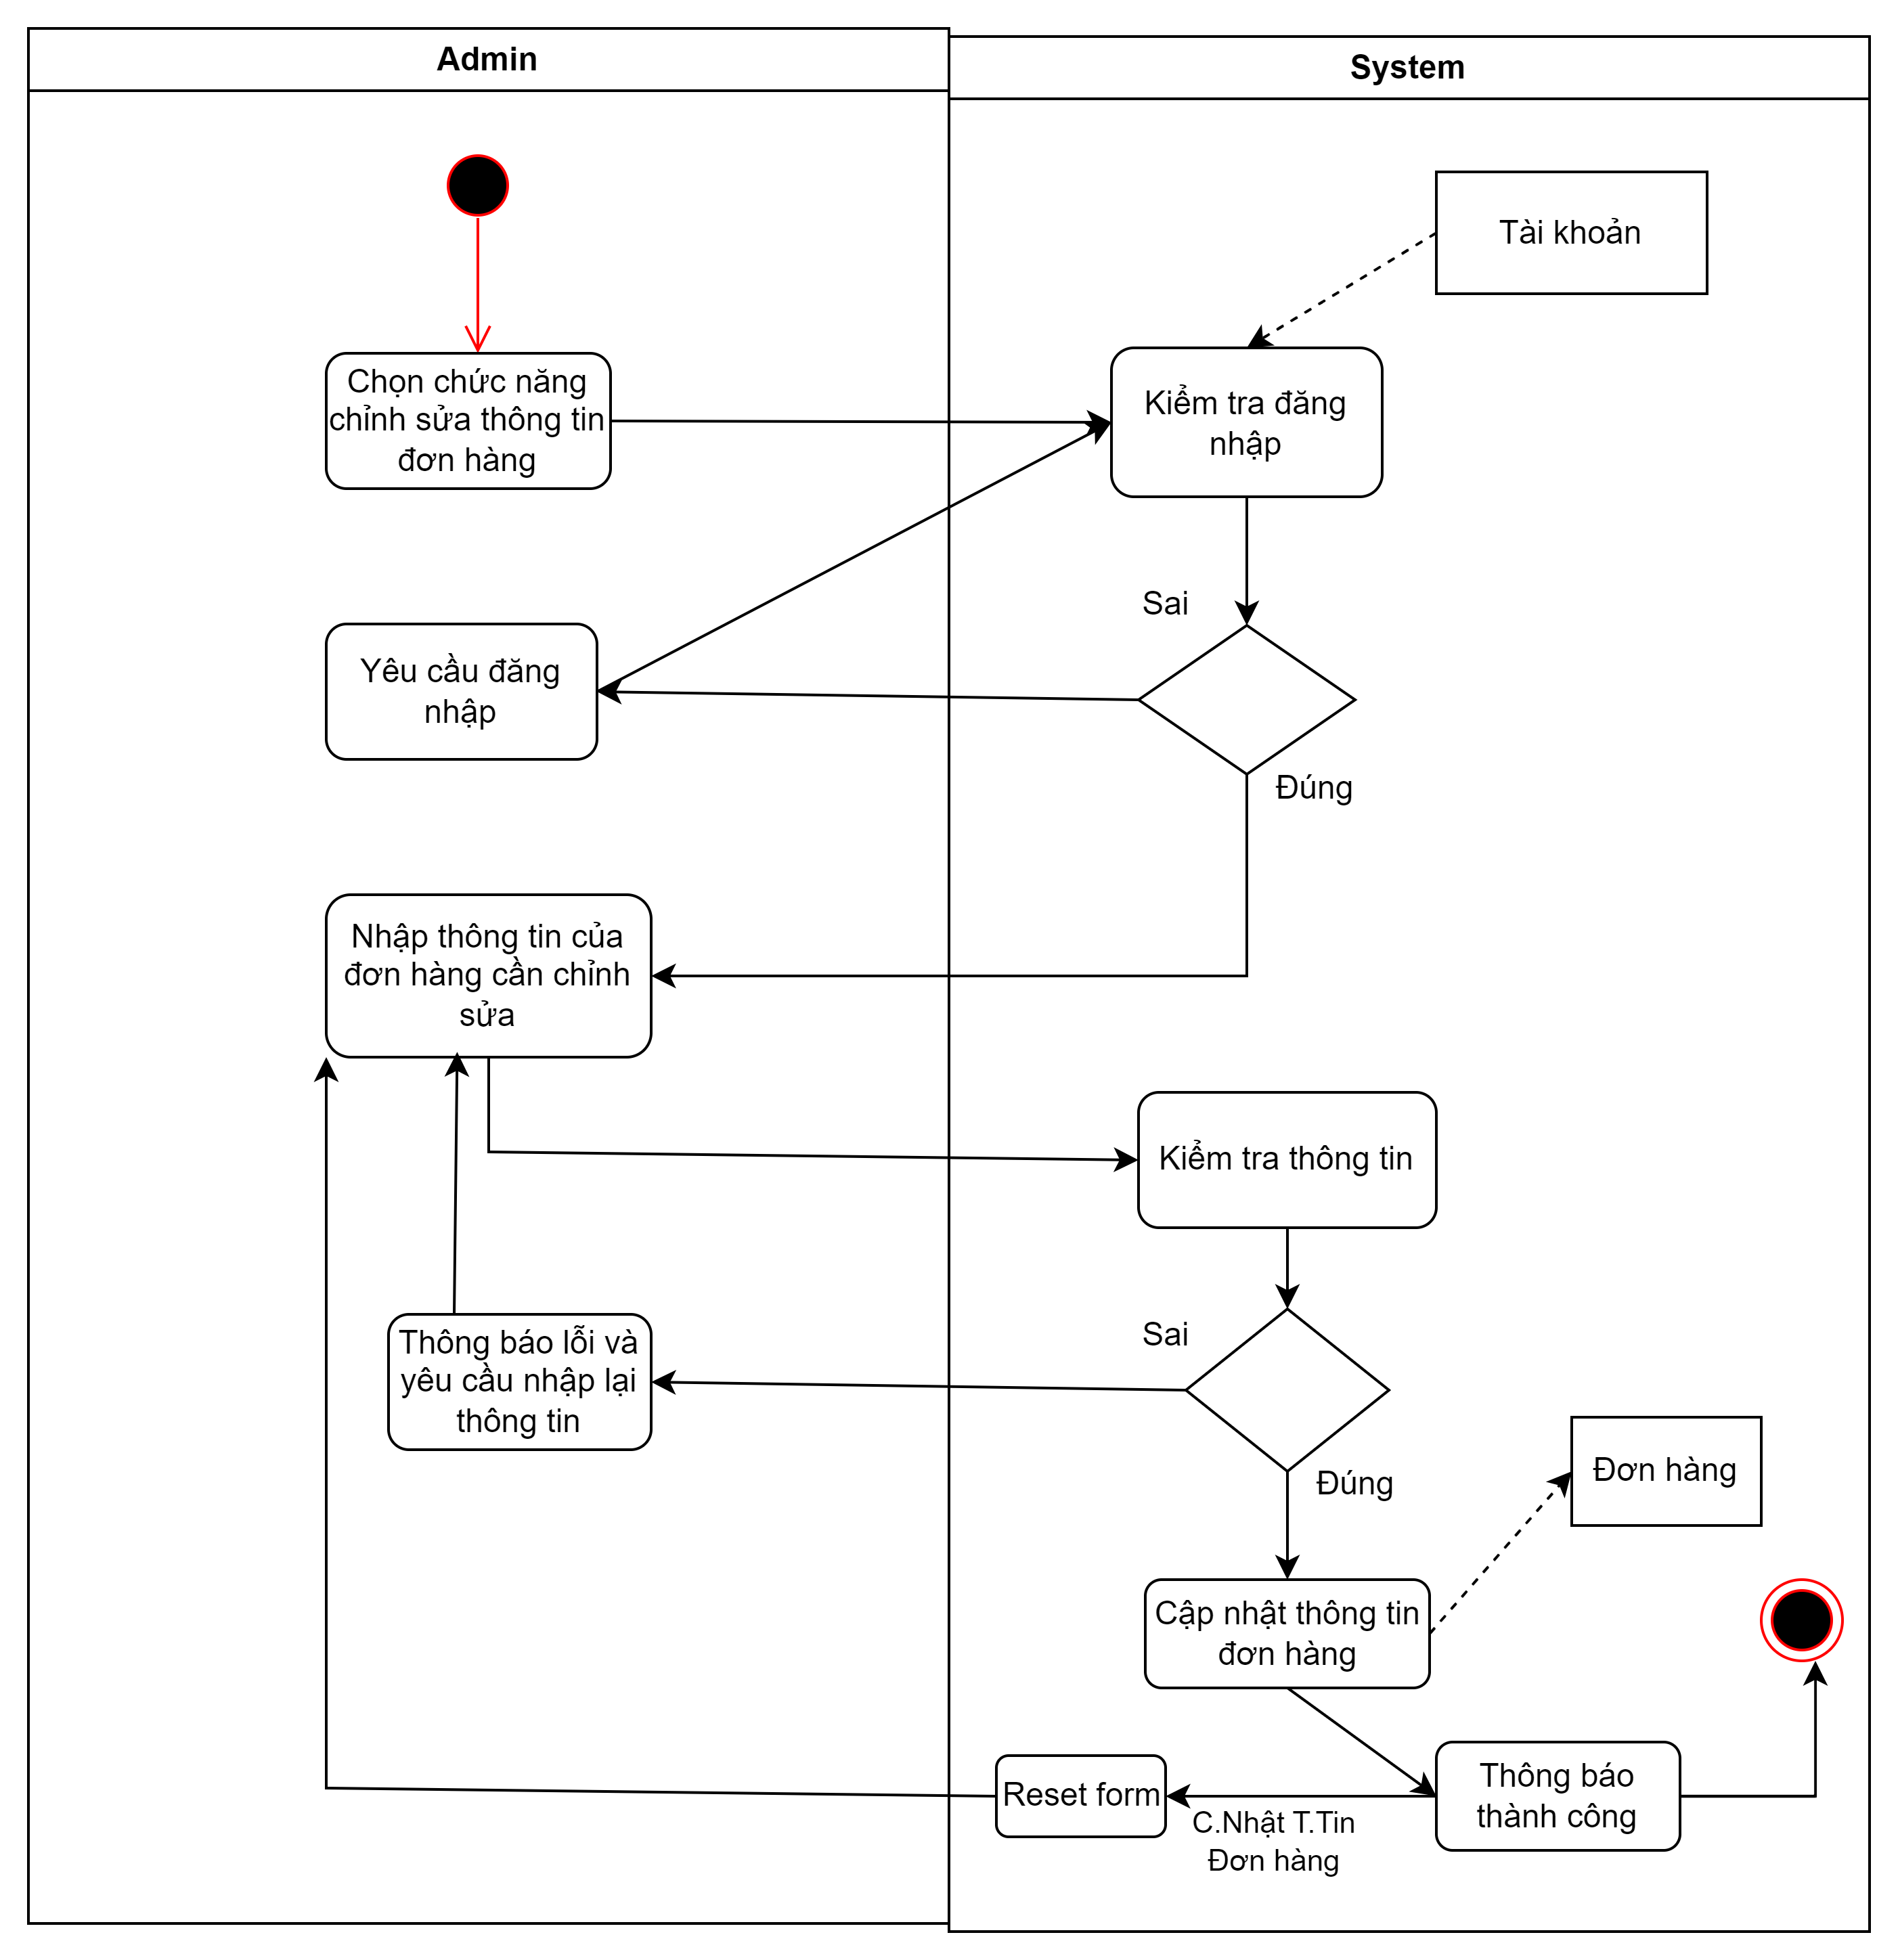 Admin
System
Tài khoản
Chọn chức năng
chỉnh sửa thông tin
đơn hàng
Kiểm tra đăng
nhập
Sai
Yêu cầu đăng
nhập
Đúng
Nhập thông tin của
đơn hàng cần chỉnh
sửa
Kiểm tra thông tin
Sai
Thông báo lỗi và
yêu cầu nhập lại
thông tin
Đúng
Đơn hàng
Cập nhật thông tin
đơn hàng
Reset form
C.Nhật T.Tin
Đơn hàng
Thông báo
thành công